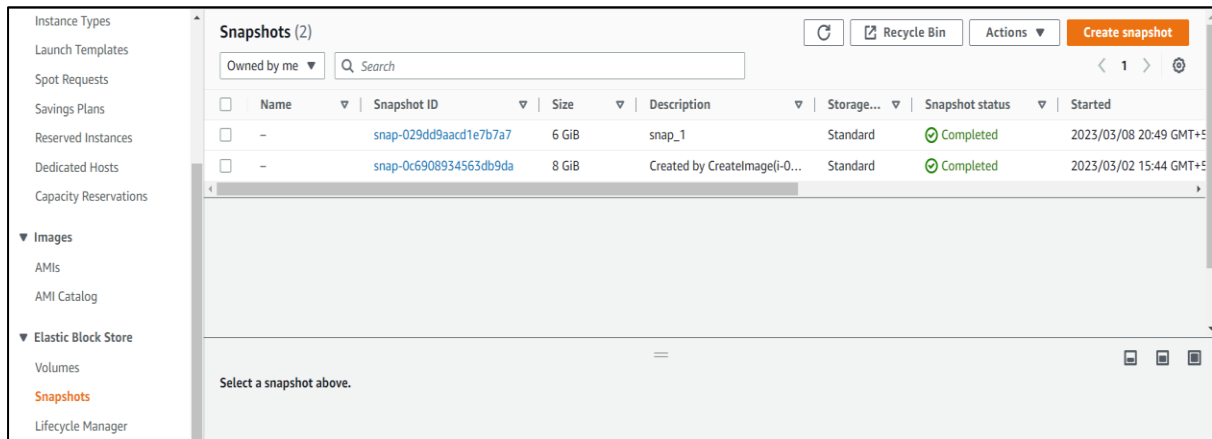 Instance Types
Launch Templates
Spot Requests
Savings Plans
Reserved Instances
Dedicated Hosts
Capacity Reservations
Images
AMIs
AMI Catalog
Elastic Block Store
Volumes
Snapshots
Lifecycle Manager
Snapshots (2)
Recycle Bin
Actions
Create snapshot
Owned by me
Search
1
Name Snapshot ID Size Description Storage... Snapshot status Started
– snap-029dd9aacd1e7b7a7 6 GiB snap_1 Standard Completed 2023/03/08 20:49 GMT+5
– snap-0c6908934563db9da 8 GiB Created by CreateImage(i-0... Standard Completed 2023/03/02 15:44 GMT+5
Select a snapshot above.